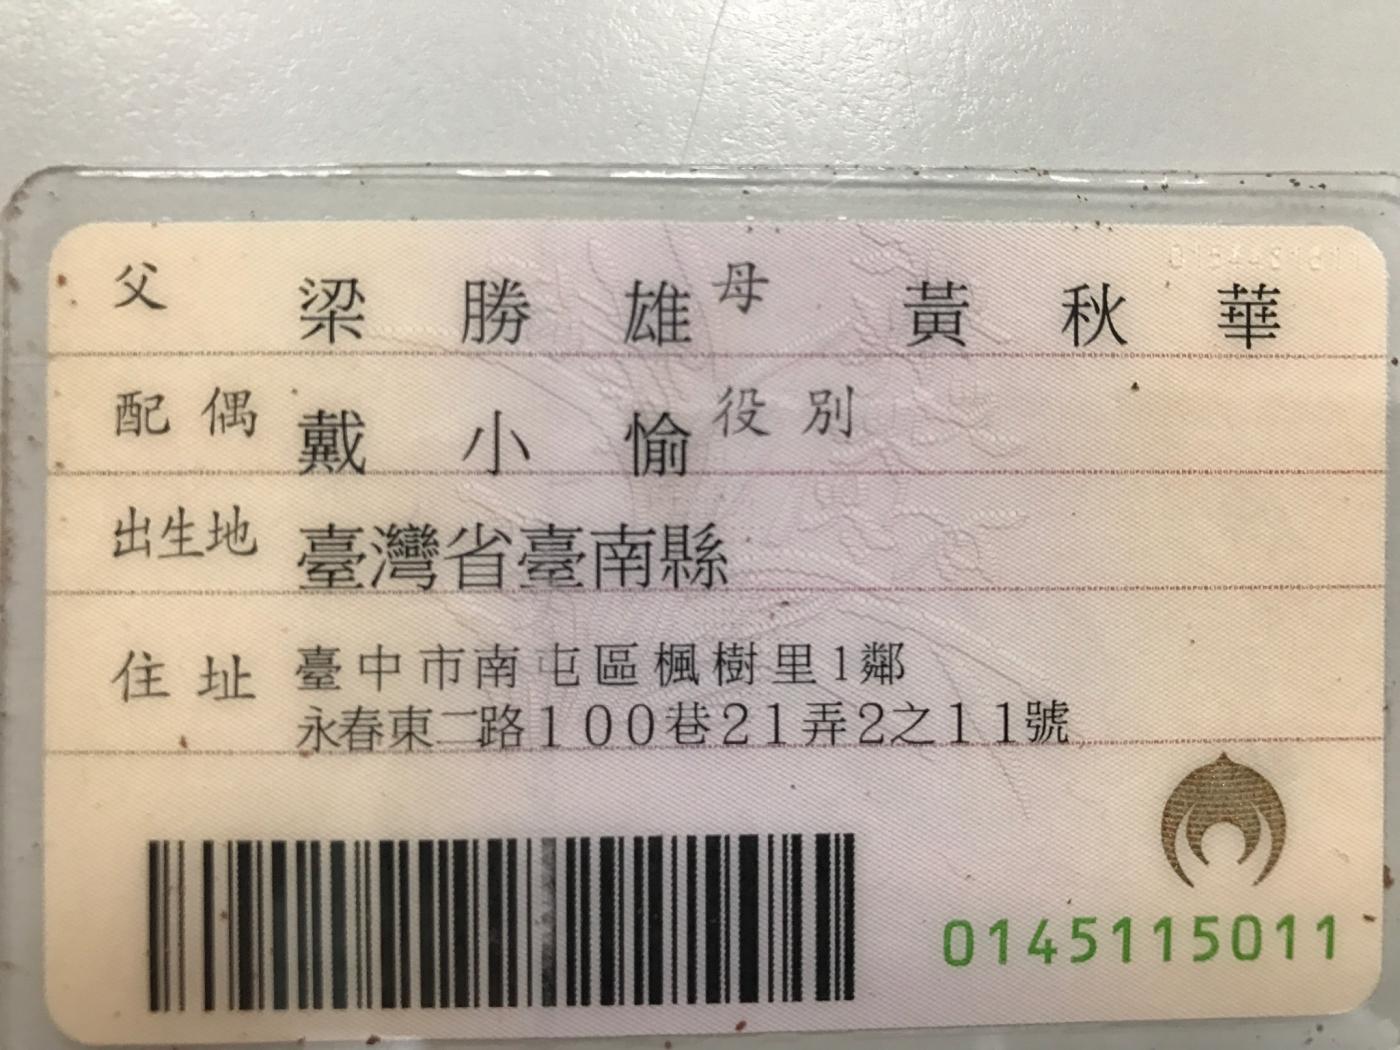 父 梁勝雄 母 黃秋華
配偶 戴小愉 役別
出生地 臺灣省臺南縣
住址 臺中市南屯區楓樹里1鄰
永春東二路100巷21弄2之11號
0145115011